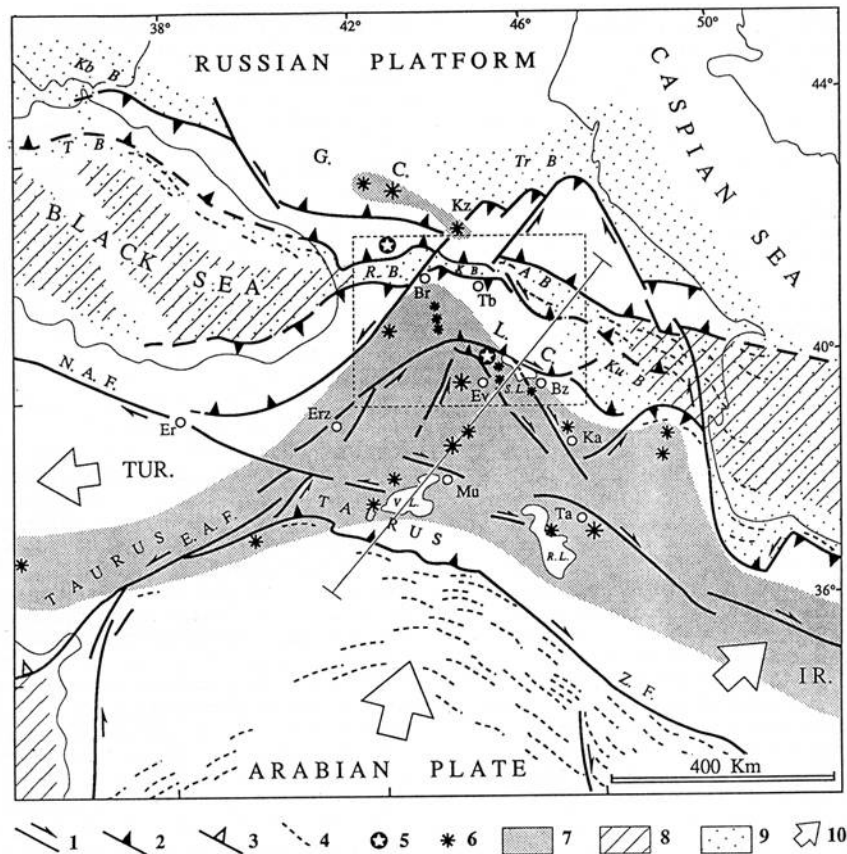 38°
42°
46°
50°
Kb B
RUSSIAN PLATFORM
44°
CASPIAN SEA
T B
G. C.
Tr B
Kz
BLACK SEA
R. B.
K B.
A B
Br
Tb
L. C.
40°
Ku B
N. A. F.
Ev
S.L.
Bz
Erz
Er
Ka
TUR.
Mu
V. L.
TAURUS
Ta
E.A.F.
TAURUS
R.L.
36°
IR.
Z. F.
ARABIAN PLATE
400 Km
1 2 3 4 5 6 7 8 9 10